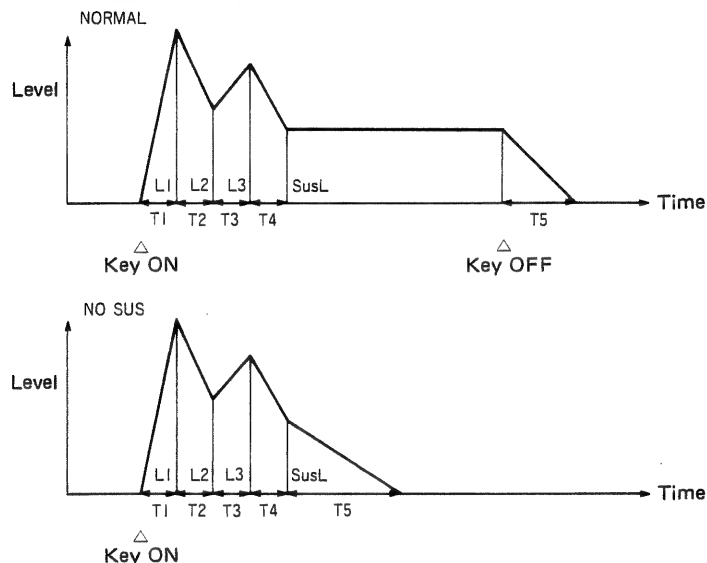 NORMAL
Level
L1 L2 L3 SusL
Time
T1 T2 T3 T4 T5
Key ON Key OFF
NO SUS
Level
L1 L2 L3 SusL
Time
T1 T2 T3 T4 T5
Key ON